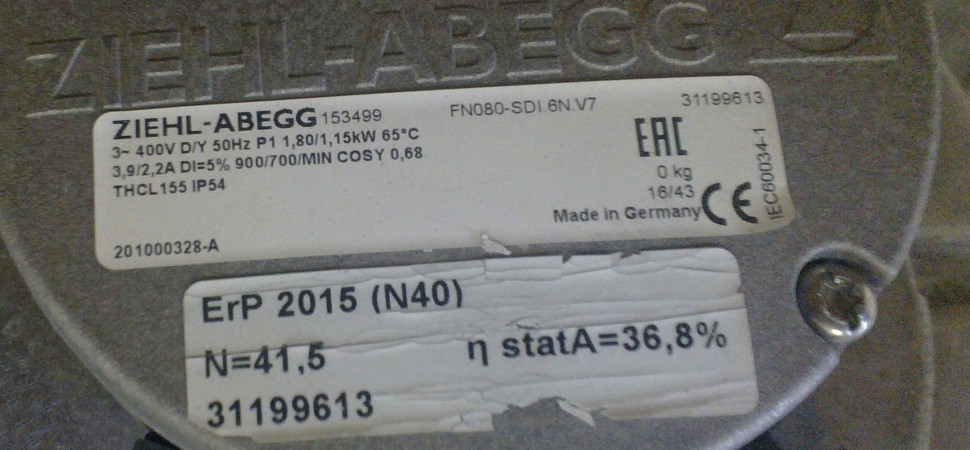 ZIEHL-ABEGG
ZIEHL-ABEGG 153499 FN080-SDI.6N.V7 31199613
3~ 400V D/Y 50Hz P1 1,80/1,15kW 65°C
3,9/2,2A DI=5% 900/700/MIN COSY 0,68
THCL155 IP54
EAC
0 kg
16/43
Made in Germany CE
IEC60034-1
201000328-A
ErP 2015 (N40)
N=41,5 η statA=36,8%
31199613